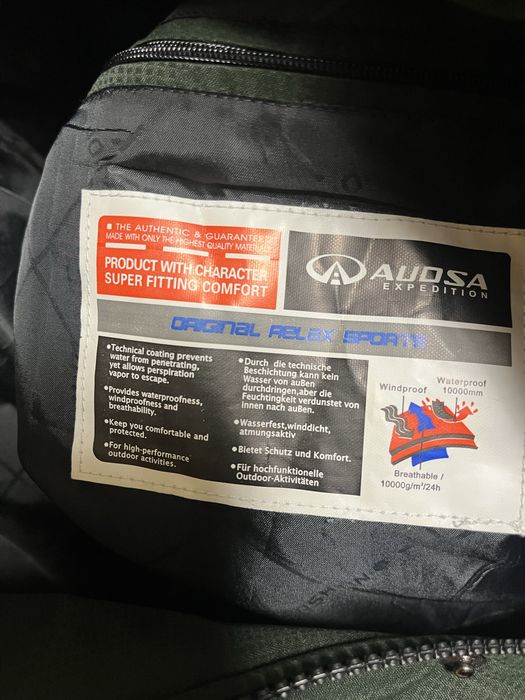 ■ THE AUTHENTIC & GUARANTEE
MADE WITH ONLY THE HIGHEST QUALITY MATERIALS
PRODUCT WITH CHARACTER
SUPER FITTING COMFORT
AUOSA
EXPEDITION
ORIGINAL RELAX SPORTS
•Technical coating prevents
water from penetrating,
yet allows perspiration
vapor to escape.
•Provides waterproofness,
windproofness and
breathability.
•Keep you comfortable and
protected.
•For high-performance
outdoor activities.
•Durch die technische
Beschichtung kann kein
Wasser von außen
durchdringen,aber die
Feuchtigkeit verdunstet von
innen nach außen.
•Wasserfest,winddicht,
atmungsaktiv
•Bietet Schutz und Komfort.
•Für hochfunktionelle
Outdoor-Aktivitäten
Windproof
Waterproof
10000mm
Breathable /
10000g/m²/24h